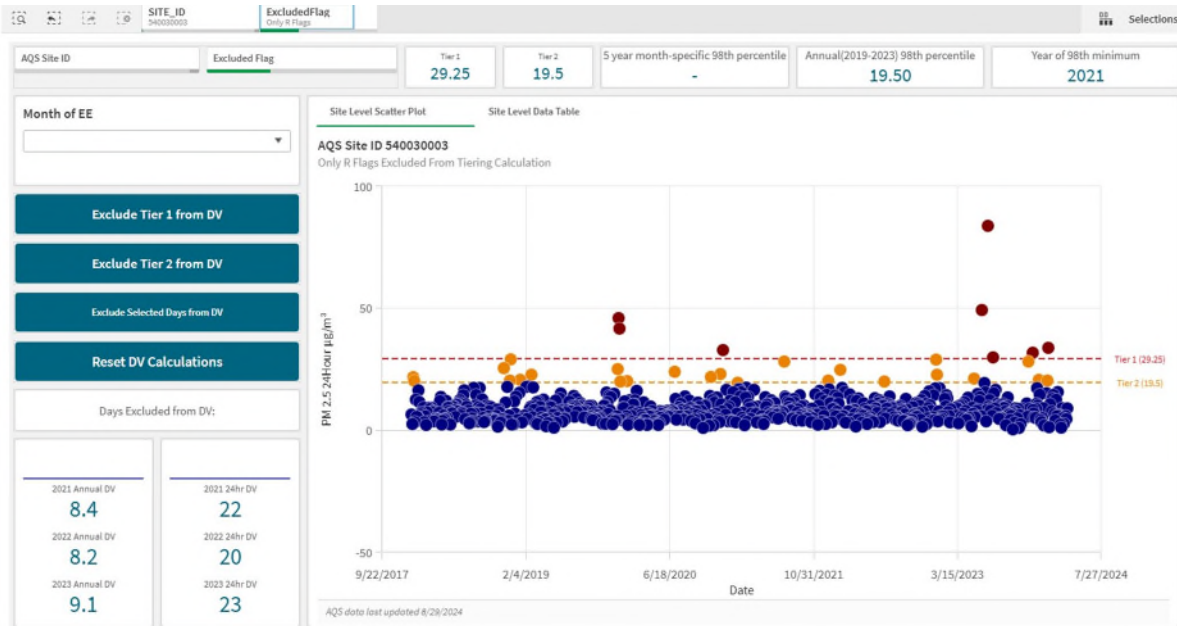 SITE_ID
540030003
ExcludedFlag
Only R Flags
Selections
AQS Site ID
Excluded Flag
Tier 1
29.25
Tier 2
19.5
5 year month-specific 98th percentile
-
Annual(2019-2023) 98th percentile
19.50
Year of 98th minimum
2021
Month of EE
Exclude Tier 1 from DV
Exclude Tier 2 from DV
Exclude Selected Days from DV
Reset DV Calculations
Days Excluded from DV:
2021 Annual DV
8.4
2022 Annual DV
8.2
2023 Annual DV
9.1
2021 24hr DV
22
2022 24hr DV
20
2023 24hr DV
23
Site Level Scatter Plot
Site Level Data Table
AQS Site ID 540030003
Only R Flags Excluded From Tiering Calculation
PM 2.5 24Hour µg/m³
100
50
0
-50
Tier 1 (29.25)
Tier 2 (19.5)
9/22/2017
2/4/2019
6/18/2020
10/31/2021
3/15/2023
7/27/2024
Date
AQS data last updated 8/29/2024